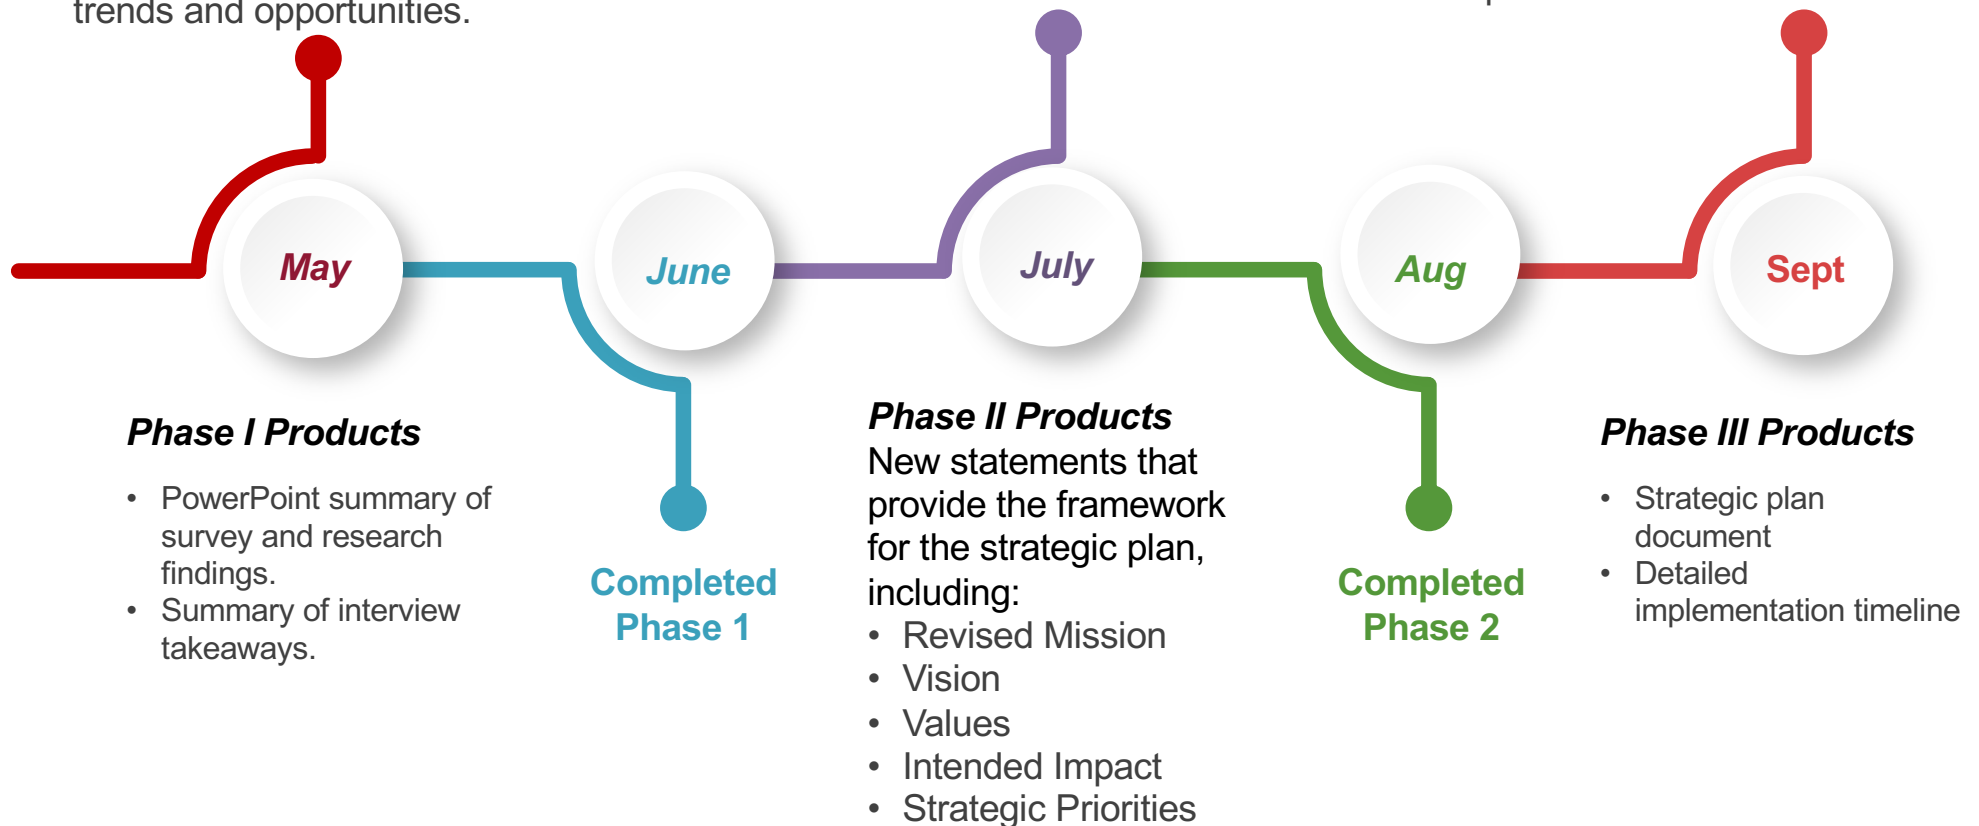 trends and opportunities.
May
June
July
Aug
Sept
Phase I Products
• PowerPoint summary of
survey and research
findings.
• Summary of interview
takeaways.
Completed
Phase 1
Phase II Products
New statements that
provide the framework
for the strategic plan,
including:
• Revised Mission
• Vision
• Values
• Intended Impact
• Strategic Priorities
Completed
Phase 2
Phase III Products
• Strategic plan
document
• Detailed
implementation timeline